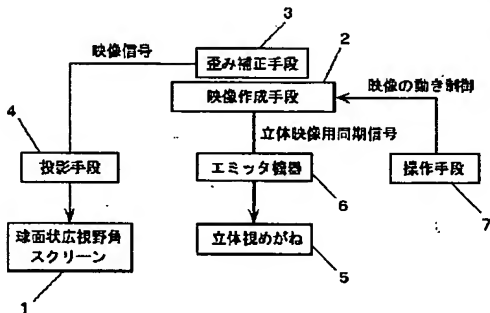 3
映像信号
歪み補正手段
2
映像作成手段
映像の動き制御
4
立体映像用同期信号
投影手段
エミッタ機器
操作手段
6
7
球面状広視野角
スクリーン
立体視めがね
1
5